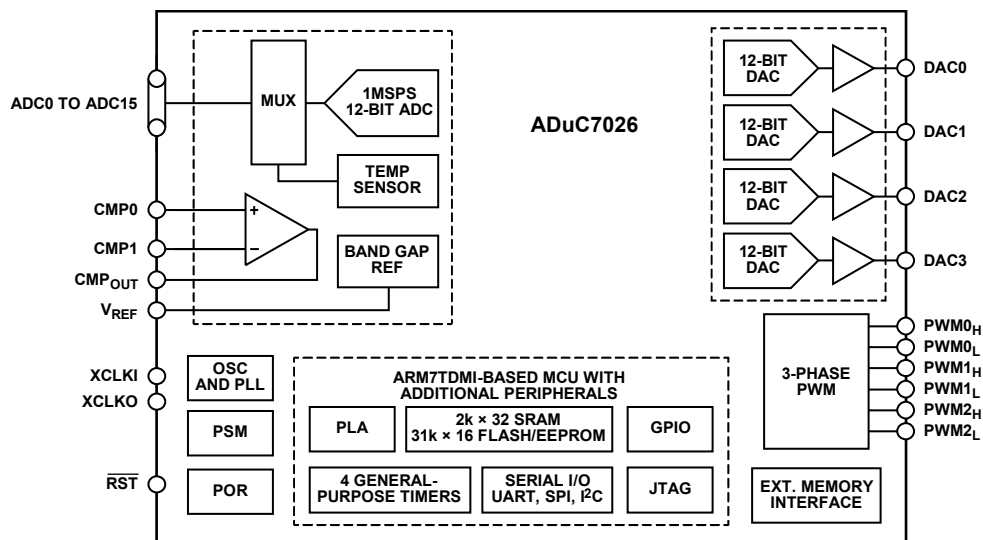 ADuC7026
ADC0 TO ADC15
MUX
1MSPS
12-BIT ADC
TEMP
SENSOR
CMP0
+
CMP1
−
CMPOUT
VREF
BAND GAP
REF
12-BIT
DAC
DAC0
12-BIT
DAC
DAC1
12-BIT
DAC
DAC2
12-BIT
DAC
DAC3
XCLKI
XCLKO
RST
OSC
AND PLL
PSM
POR
ARM7TDMI-BASED MCU WITH
ADDITIONAL PERIPHERALS
PLA
2k × 32 SRAM
31k × 16 FLASH/EEPROM
GPIO
4 GENERAL-
PURPOSE TIMERS
SERIAL I/O
UART, SPI, I²C
JTAG
3-PHASE
PWM
PWM0H
PWM0L
PWM1H
PWM1L
PWM2H
PWM2L
EXT. MEMORY
INTERFACE